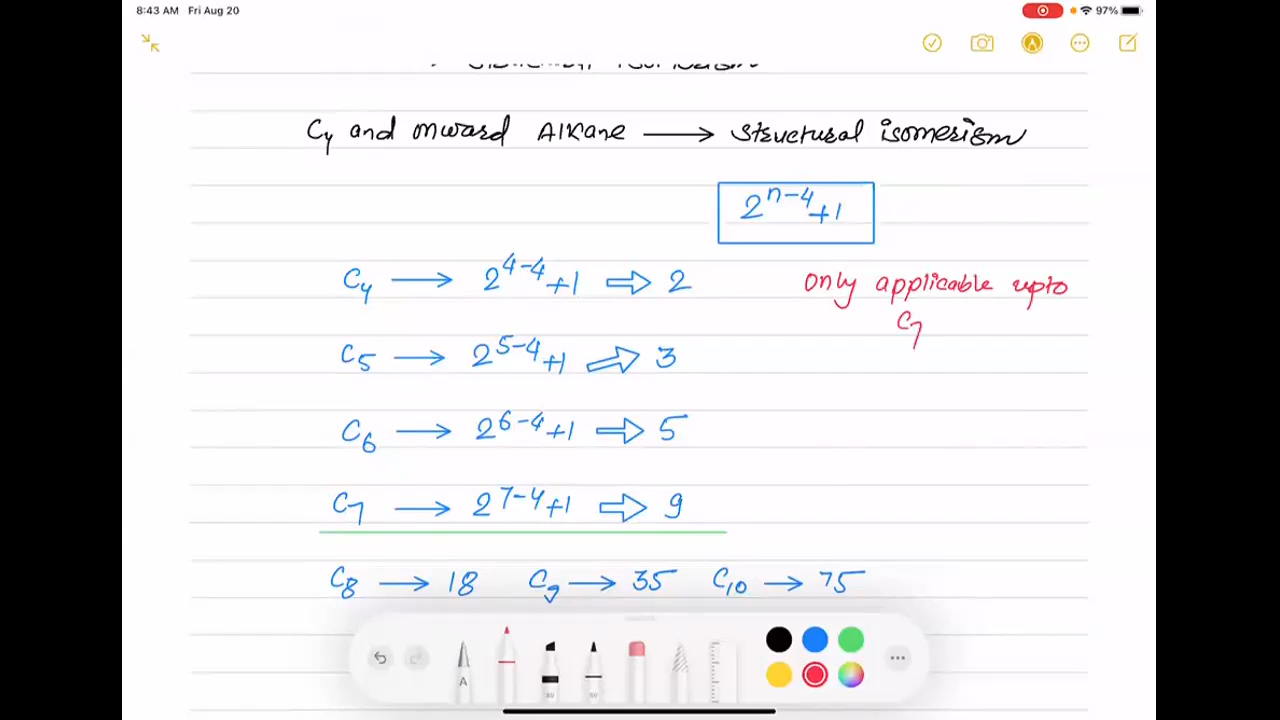 8:43 AM Fri Aug 20 97%
C4 and onward Alkane → structural isomerism
2^n-4+1
C4 → 2^4-4+1 ⇒ 2
only applicable upto
C7
C5 → 2^5-4+1 ⇒ 3
C6 → 2^6-4+1 ⇒ 5
C7 → 2^7-4+1 ⇒ 9
C8 → 18 C9 → 35 C10 → 75
A